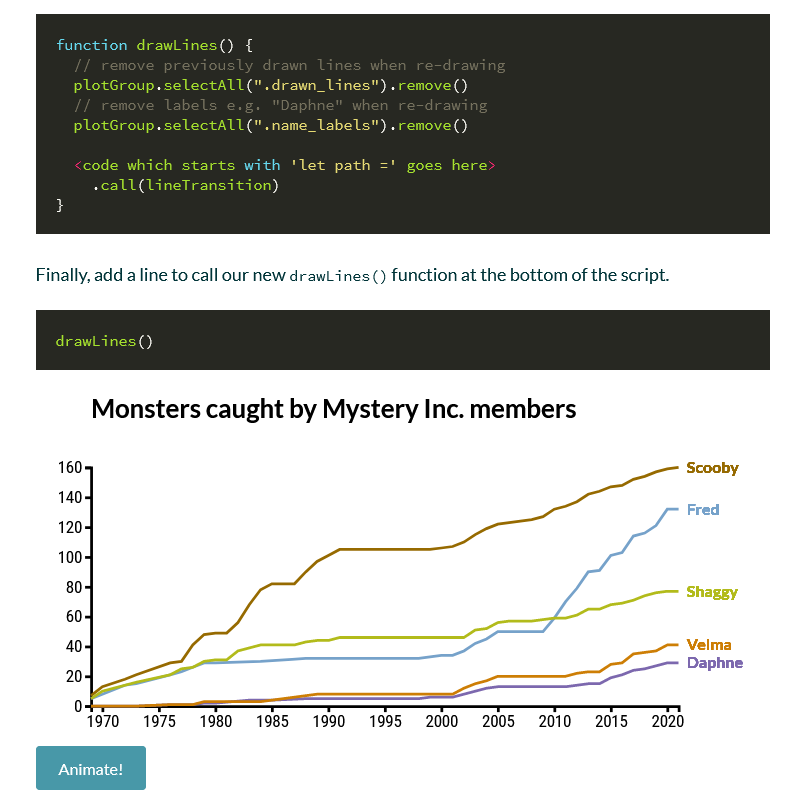 function drawLines() {
// remove previously drawn lines when re-drawing
plotGroup.selectAll(".drawn_lines").remove()
// remove labels e.g. "Daphne" when re-drawing
plotGroup.selectAll(".name_labels").remove()
<code which starts with 'let path =' goes here>
.call(lineTransition)
}
Finally, add a line to call our new drawLines() function at the bottom of the script.
drawLines()
Monsters caught by Mystery Inc. members
160
140
120
100
80
60
40
20
0
Scooby
Fred
Shaggy
Velma
Daphne
1970 1975 1980 1985 1990 1995 2000 2005 2010 2015 2020
Animate!